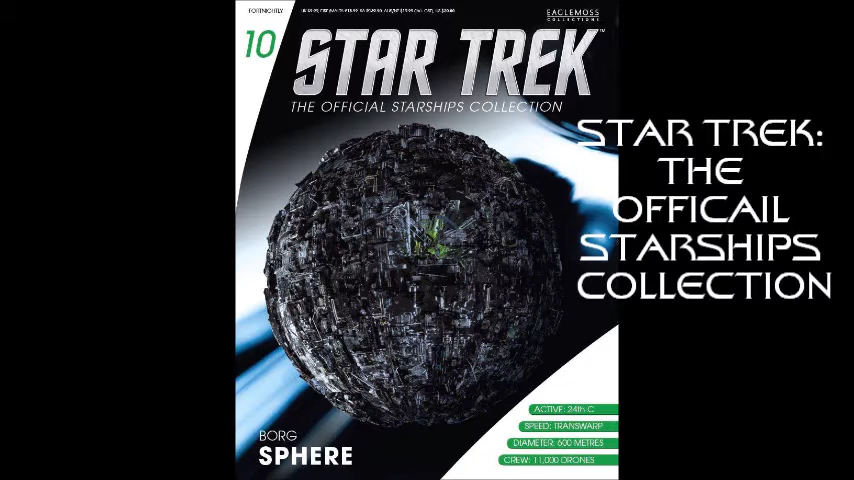 FORTNIGHTLY
EAGLEMOSS
COLLECTIONS
10
STAR TREK™
THE OFFICIAL STARSHIPS COLLECTION
STAR TREK:
THE
OFFICAIL
STARSHIPS
COLLECTION
ACTIVE: 24th C
SPEED: TRANSWARP
DIAMETER: 600 METRES
CREW: 11,000 DRONES
BORG
SPHERE